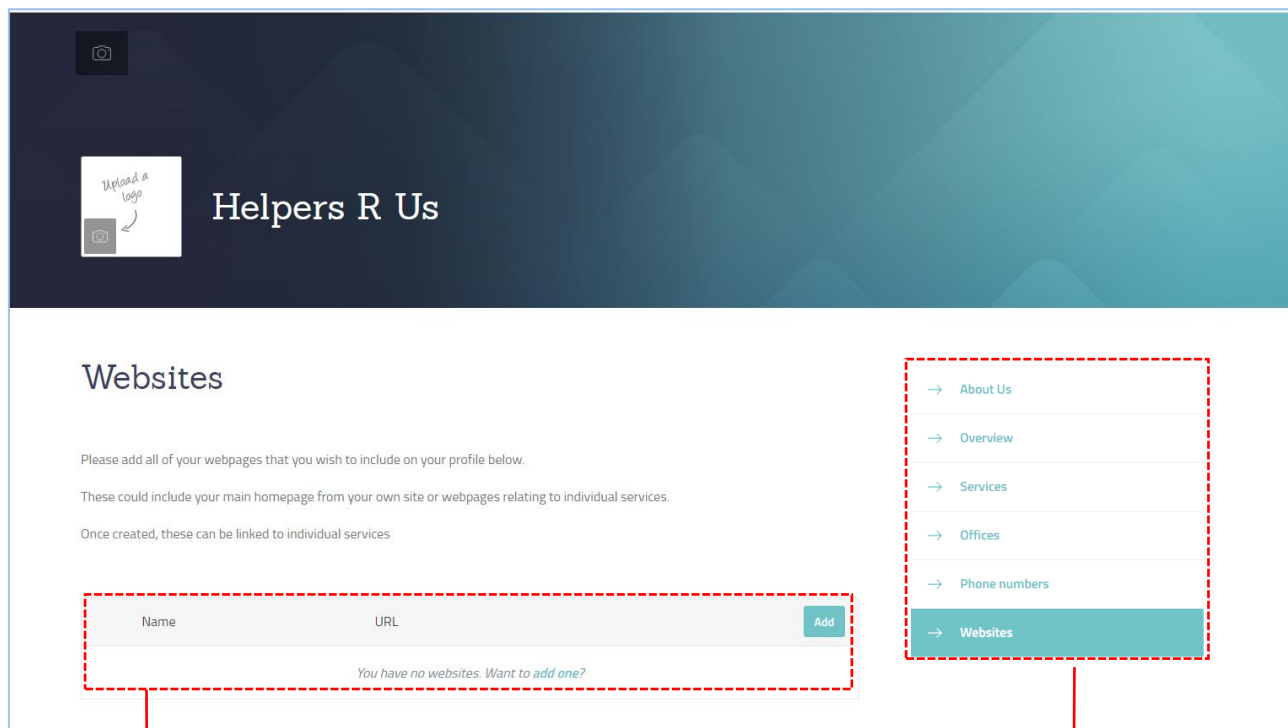 Upload a
logo
Helpers R Us
Websites
Please add all of your webpages that you wish to include on your profile below.
These could include your main homepage from your own site or webpages relating to individual services.
Once created, these can be linked to individual services
Name URL Add
You have no websites. Want to add one?
About Us
Overview
Services
Offices
Phone numbers
Websites